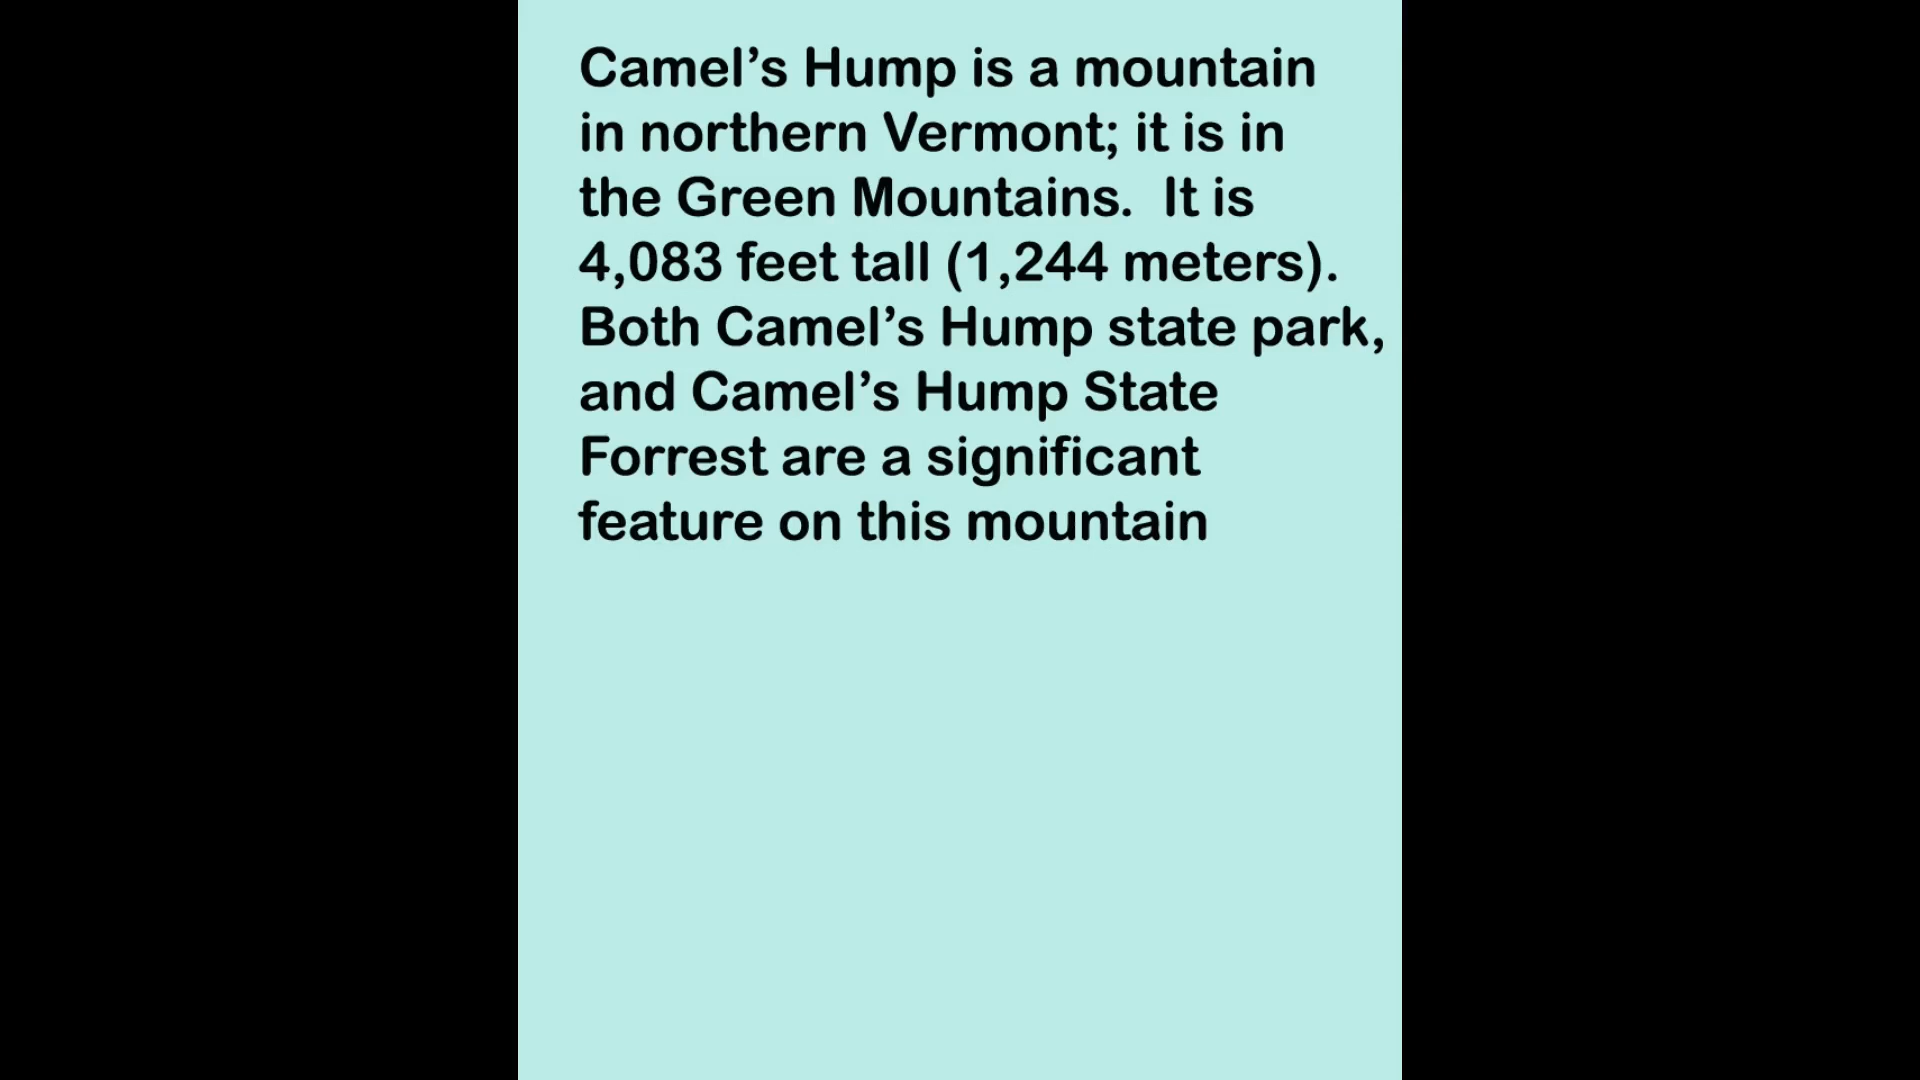 Camel’s Hump is a mountain
in northern Vermont; it is in
the Green Mountains.  It is
4,083 feet tall (1,244 meters).
Both Camel’s Hump state park,
and Camel’s Hump State
Forrest are a significant
feature on this mountain